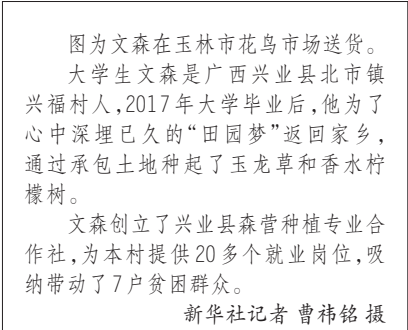 图为文森在玉林市花鸟市场送货。
大学生文森是广西兴业县北市镇
兴福村人,2017年大学毕业后,他为了
心中深埋已久的“田园梦”返回家乡,
通过承包土地种起了玉龙草和香水柠
檬树。
文森创立了兴业县森营种植专业合
作社,为本村提供20多个就业岗位,吸
纳带动了7户贫困群众。
新华社记者 曹祎铭 摄